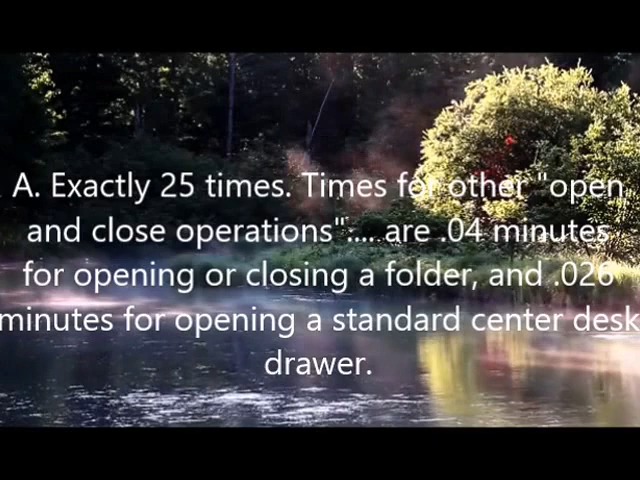 A. Exactly 25 times. Times for other "open
and close operations".... are .04 minutes
for opening or closing a folder, and .026
minutes for opening a standard center desk
drawer.